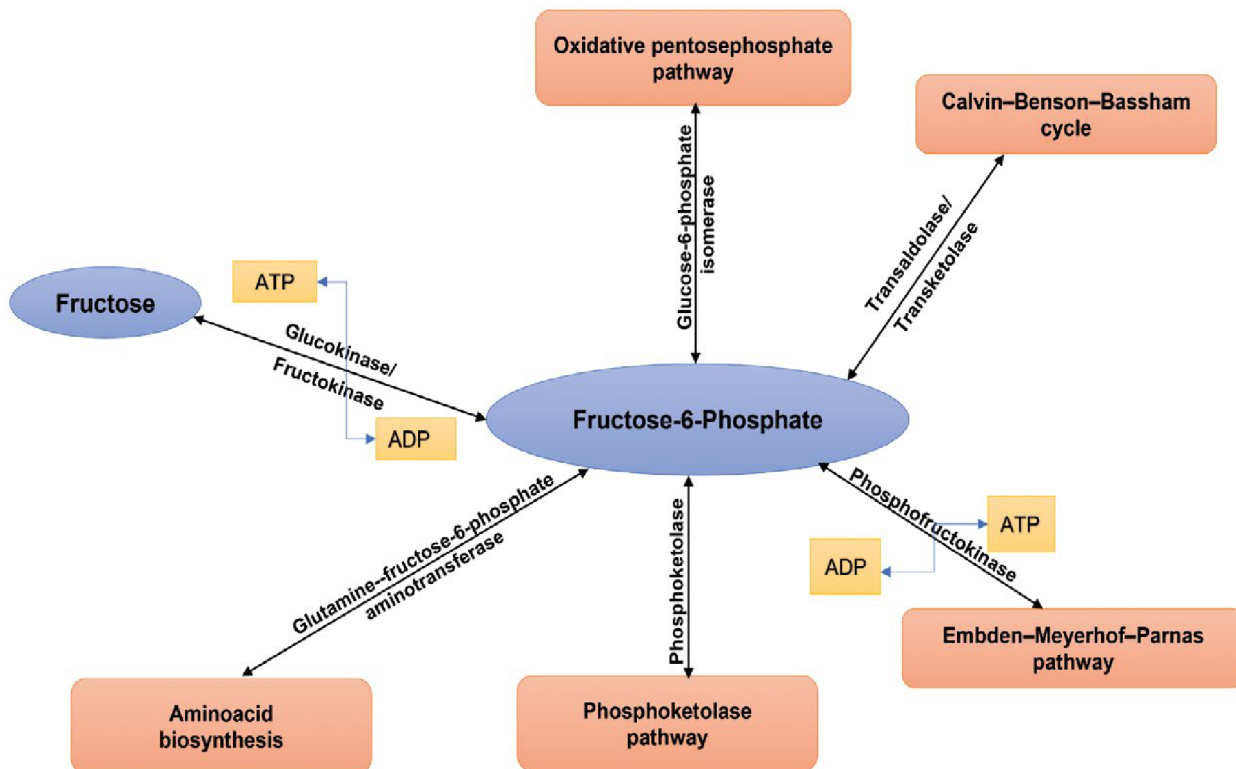 Oxidative pentosephosphate
pathway
Calvin–Benson–Bassham
cycle
Glucose-6-phosphate
isomerase
Transaldolase/
Transketolase
ATP
Fructose
Glucokinase/
Fructokinase
ADP
Fructose-6-Phosphate
Glutamine--fructose-6-phosphate
aminotransferase
Phosphoketolase
Phosphofructokinase
ATP
ADP
Embden–Meyerhof–Parnas
pathway
Aminoacid
biosynthesis
Phosphoketolase
pathway